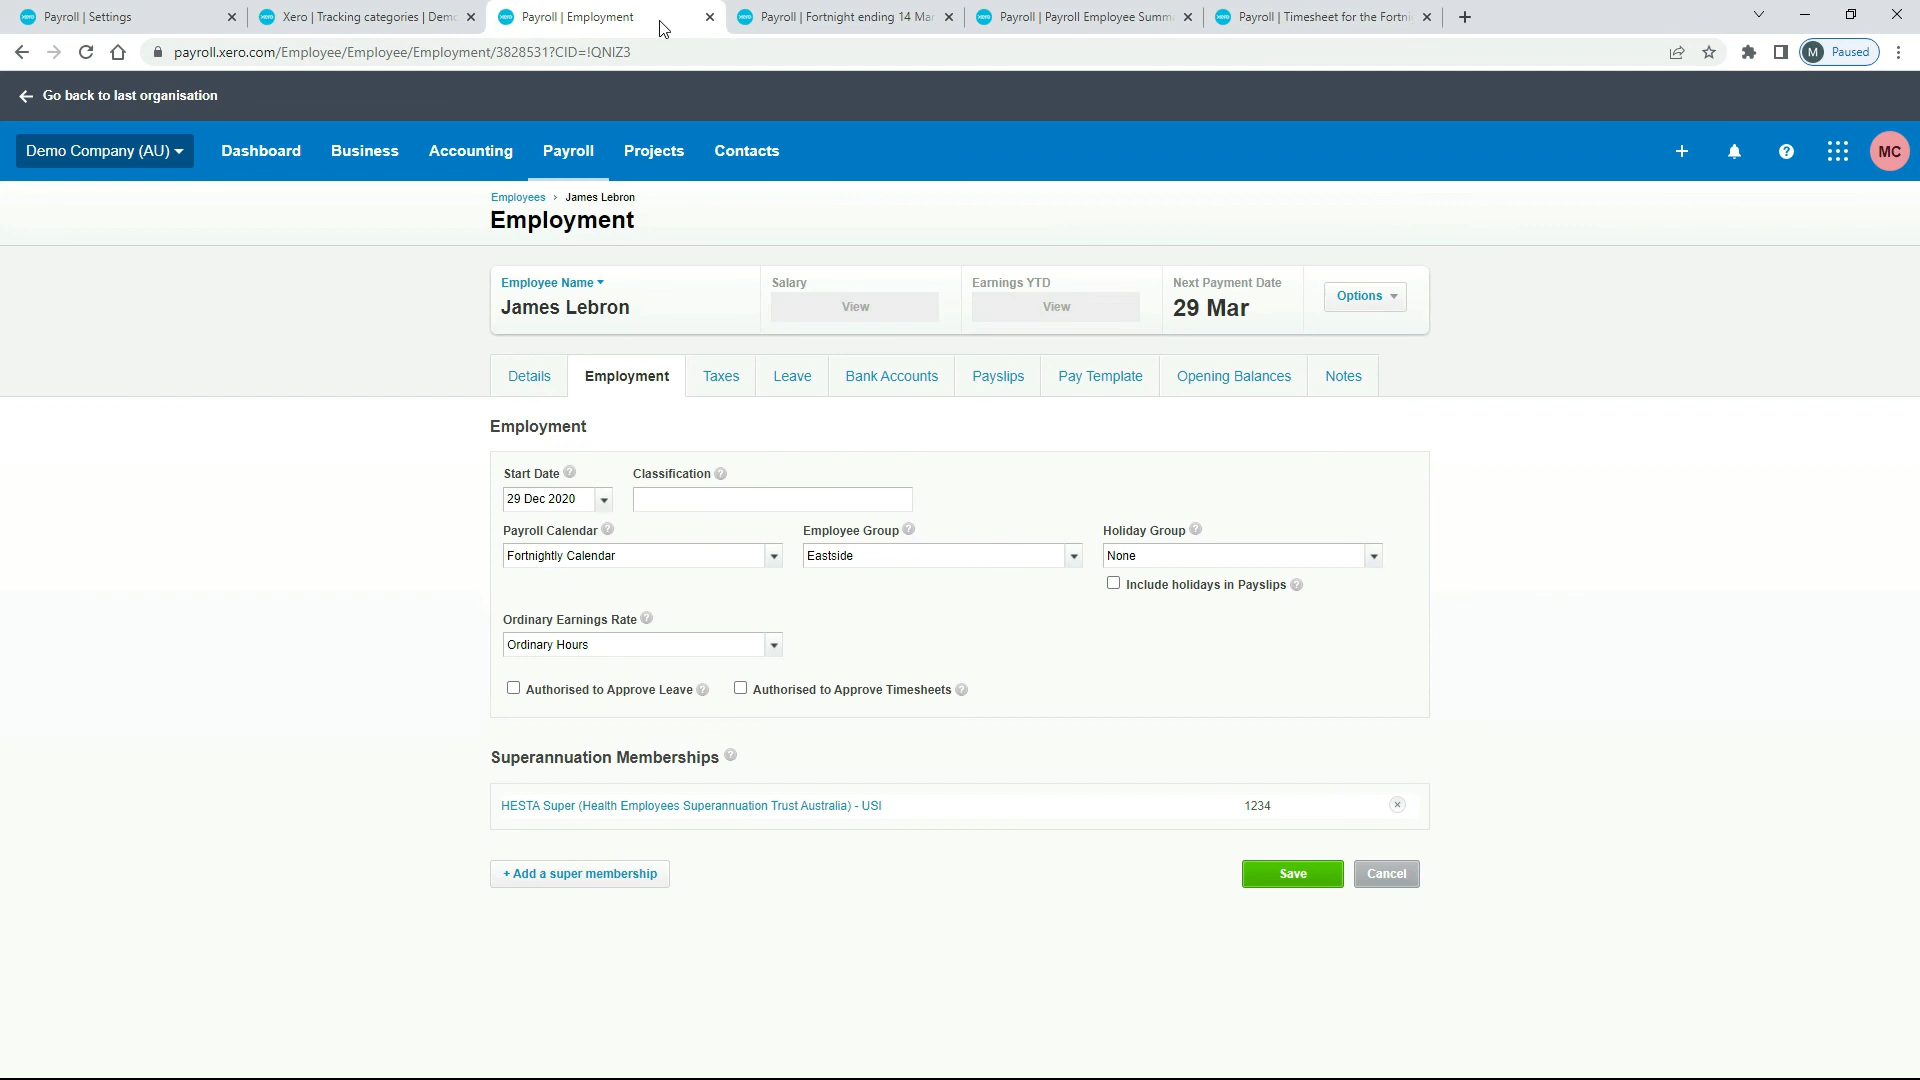 Payroll | Settings
Xero | Tracking categories | Demo
Payroll | Employment
Payroll | Fortnight ending 14 Mar
Payroll | Payroll Employee Summ
Payroll | Timesheet for the Fortni
payroll.xero.com/Employee/Employee/Employment/3828531?CID=!QNIZ3
M Paused
Go back to last organisation
Demo Company (AU)
Dashboard
Business
Accounting
Payroll
Projects
Contacts
MC
Employees › James Lebron
Employment
Employee Name
James Lebron
Salary
View
Earnings YTD
View
Next Payment Date
29 Mar
Options
Details
Employment
Taxes
Leave
Bank Accounts
Payslips
Pay Template
Opening Balances
Notes
Employment
Start Date ?
29 Dec 2020
Classification ?
Payroll Calendar ?
Fortnightly Calendar
Employee Group ?
Eastside
Holiday Group ?
None
Include holidays in Payslips ?
Ordinary Earnings Rate ?
Ordinary Hours
Authorised to Approve Leave ?
Authorised to Approve Timesheets ?
Superannuation Memberships ?
HESTA Super (Health Employees Superannuation Trust Australia) - USI
1234
+ Add a super membership
Save
Cancel